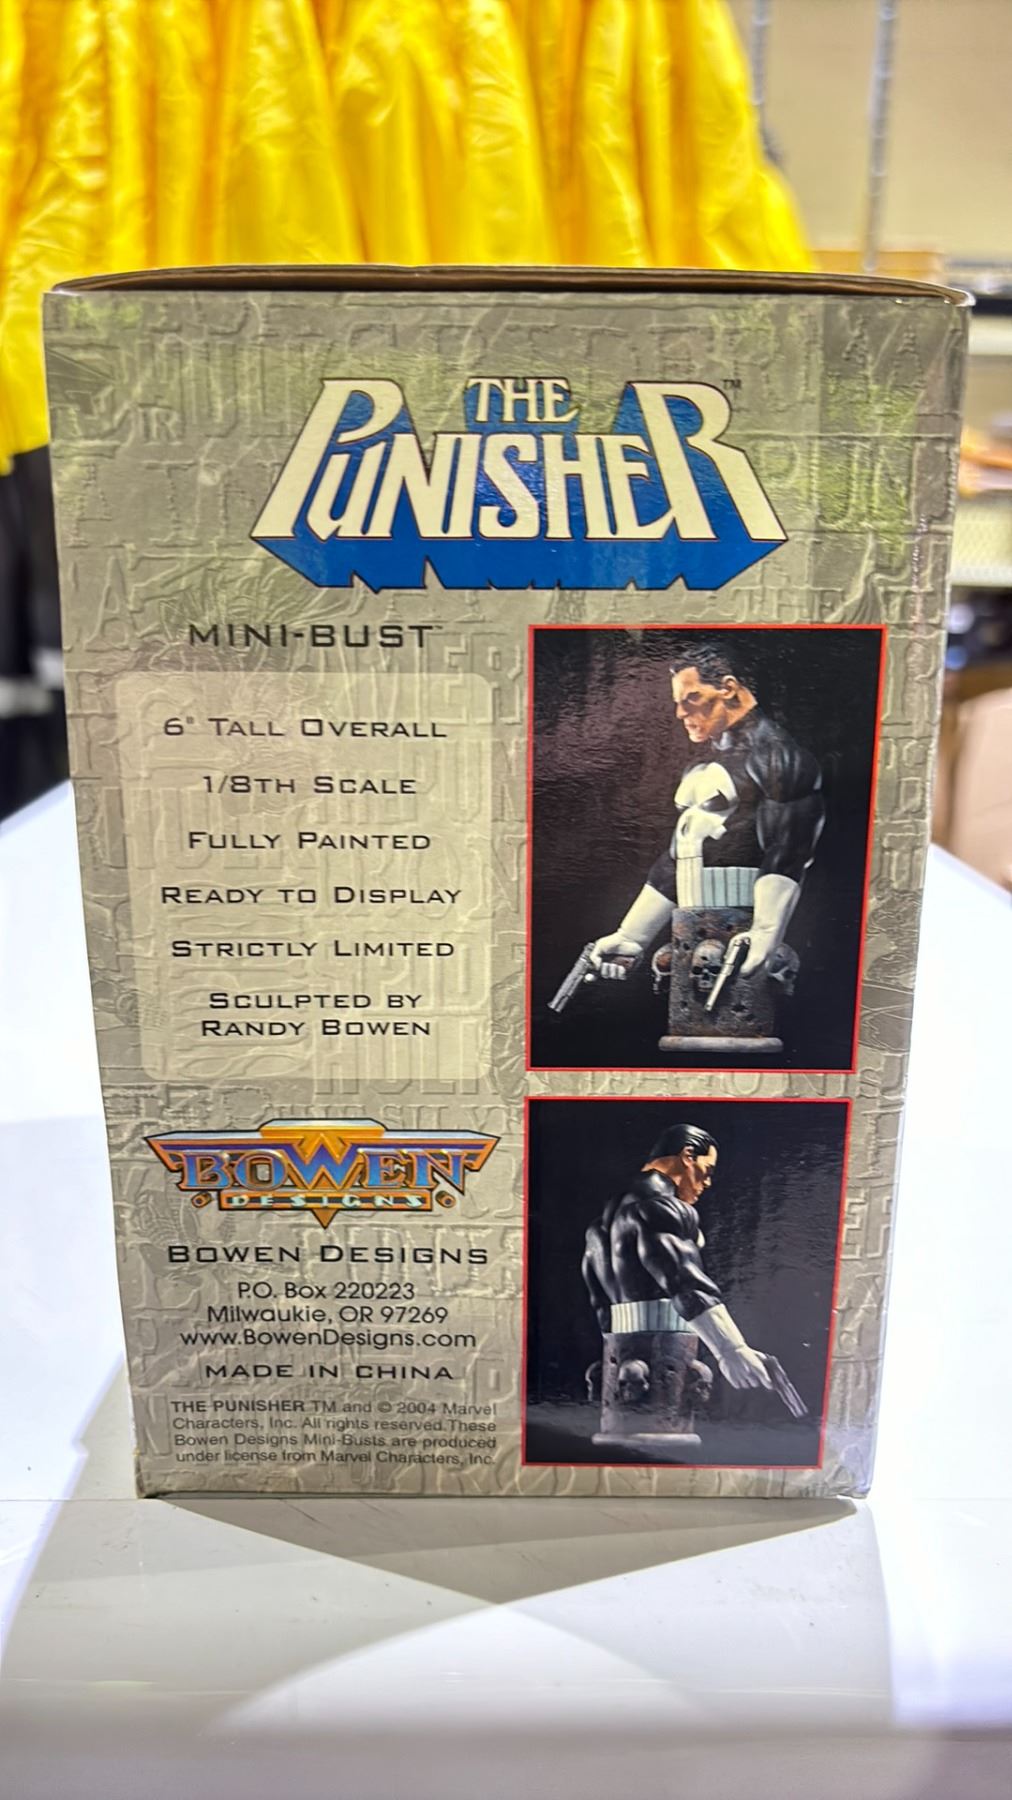 THE
PUNISHER™
MINI-BUST™
6" TALL OVERALL
1/8TH SCALE
FULLY PAINTED
READY TO DISPLAY
STRICTLY LIMITED
SCULPTED BY
RANDY BOWEN
BOWEN
DESIGNS
BOWEN DESIGNS
P.O. Box 220223
Milwaukie, OR 97269
www.BowenDesigns.com
MADE IN CHINA
THE PUNISHER TM and © 2004 Marvel
Characters, Inc. All rights reserved. These
Bowen Designs Mini-Busts are produced
under license from Marvel Characters, Inc.